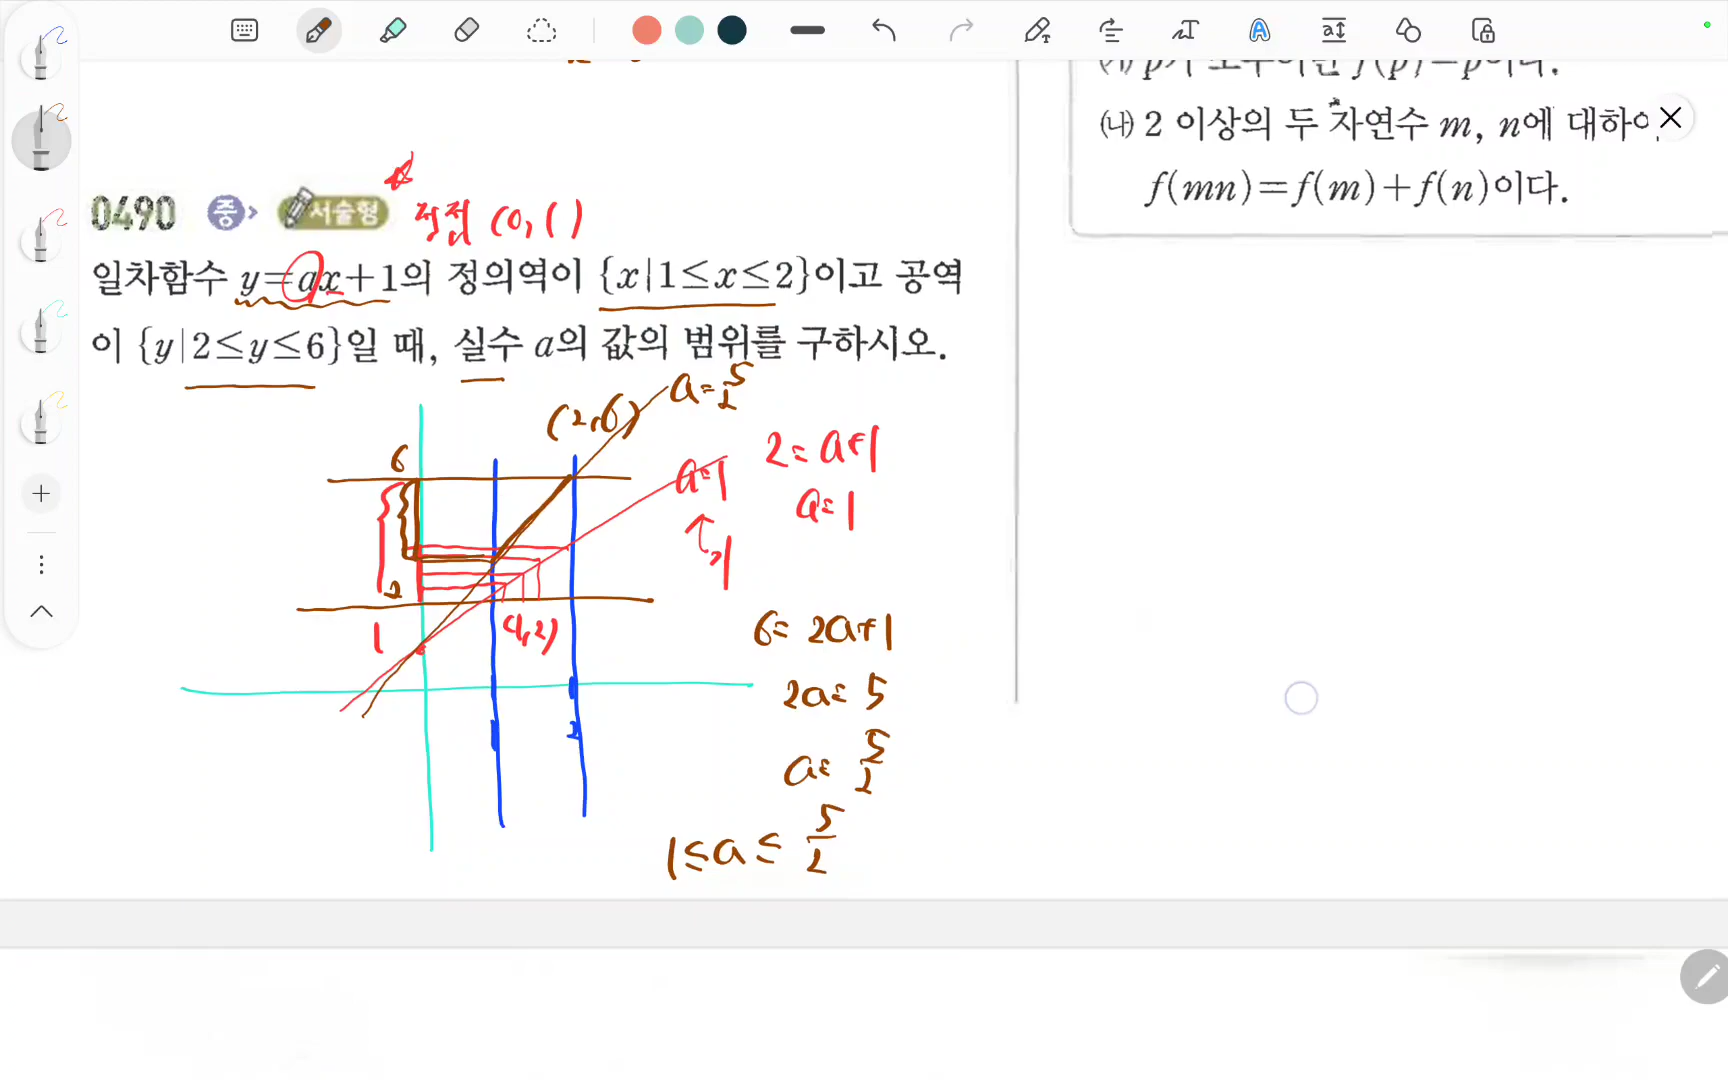 (나) 2 이상의 두 자연수 m, n에 대하여
f(mn)=f(m)+f(n)이다.
0490 중 서술형
정점 (0, 1)
일차함수 y=ax+1의 정의역이 {x|1≤x≤2}이고 공역
이 {y|2≤y≤6}일 때, 실수 a의 값의 범위를 구하시오.
a=5/2
(2,6)
6
2=a+1
a=1
a=1
2
1
(1,2)
6=2a+1
2a=5
1
2
a=5/2
1≤a≤5/2